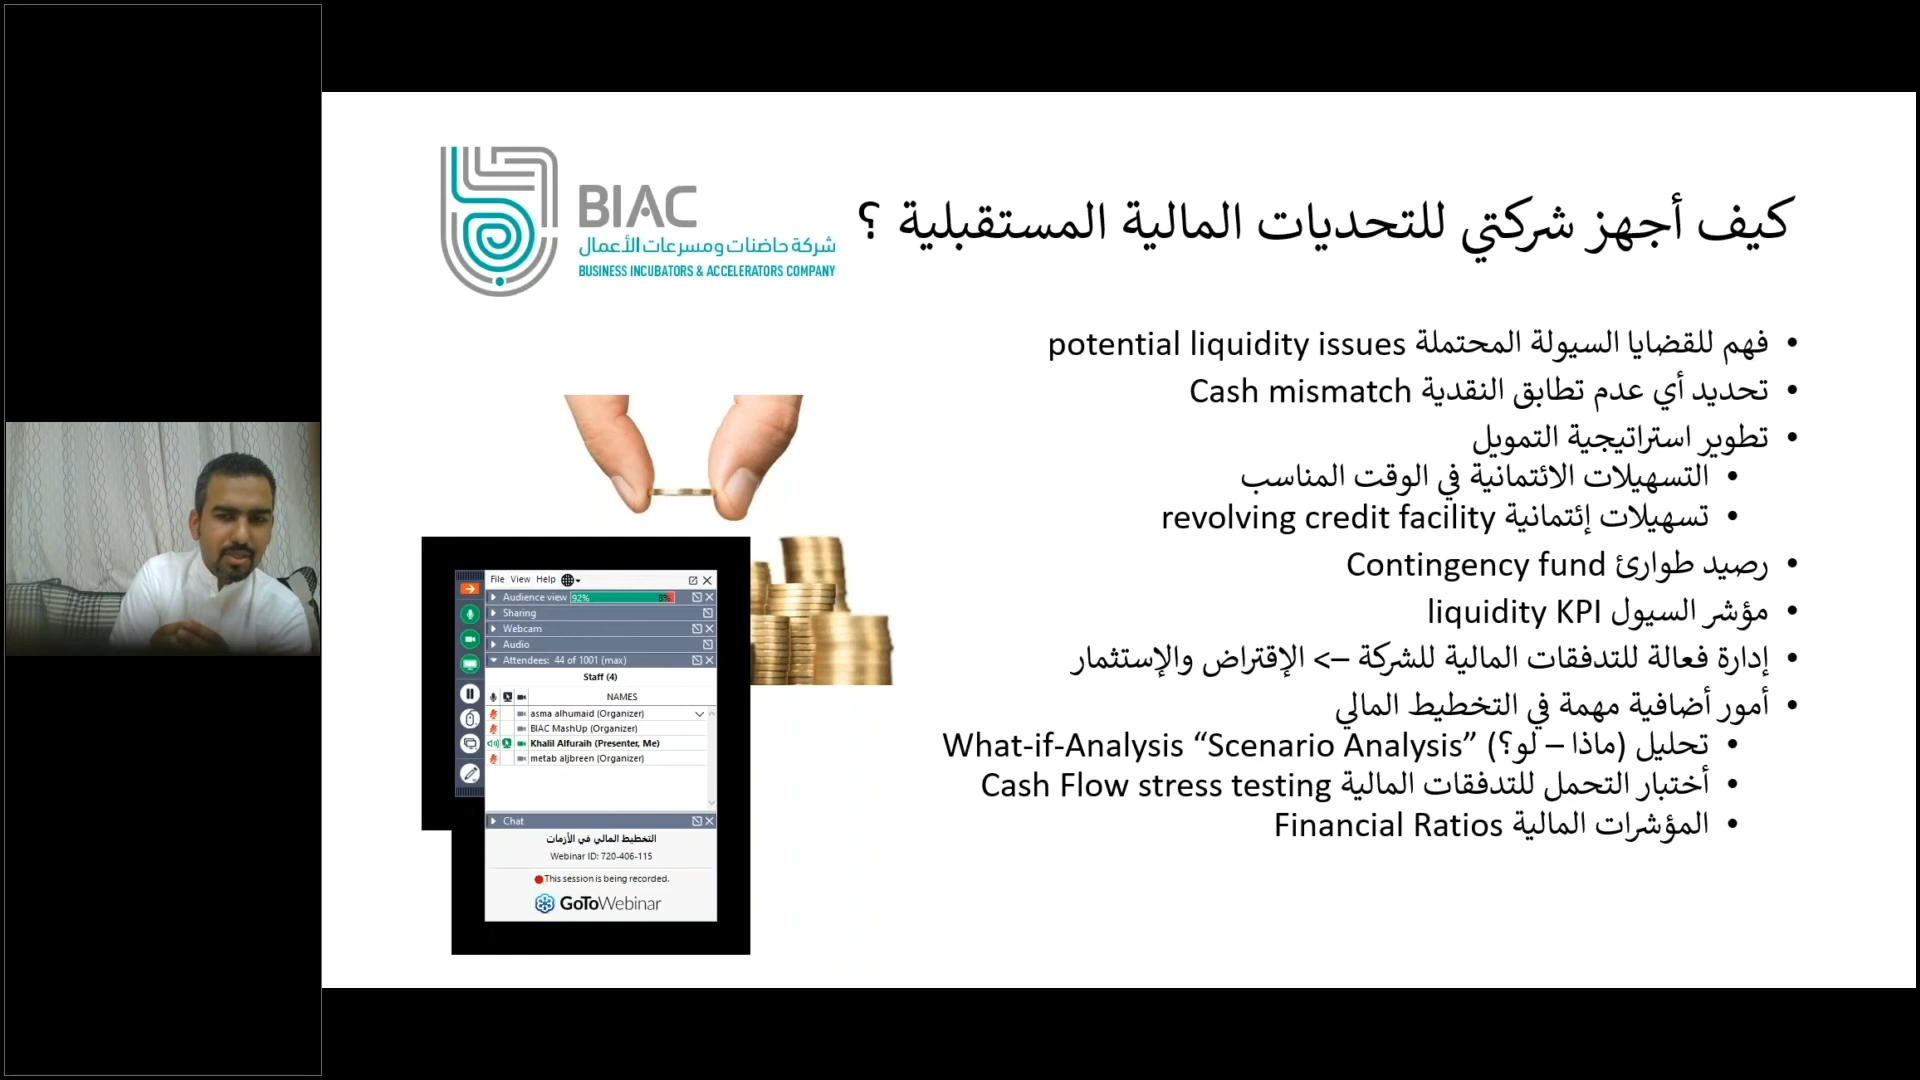 BIAC
شركة حاضنات ومسرعات الأعمال
BUSINESS INCUBATORS & ACCELERATORS COMPANY
كيف أجهز شركتي للتحديات المالية المستقبلية ؟
• فهم للقضايا السيولة المحتملة potential liquidity issues
• تحديد أي عدم تطابق النقدية Cash mismatch
• تطوير استراتيجية التمويل
• التسهيلات الائتمانية في الوقت المناسب
• تسهيلات إئتمانية revolving credit facility
• رصيد طوارئ Contingency fund
• مؤشر السيول liquidity KPI
• إدارة فعالة للتدفقات المالية للشركة –> الإقتراض والإستثمار
• أمور أضافية مهمة في التخطيط المالي
• تحليل (ماذا – لو؟) What-if-Analysis “Scenario Analysis”
• أختبار التحمل للتدفقات المالية Cash Flow stress testing
• المؤشرات المالية Financial Ratios
File View Help
Audience view 92% 8%
Sharing
Webcam
Audio
Attendees: 44 of 1001 (max)
Staff (4)
NAMES
asma alhumaid (Organizer)
BIAC MashUp (Organizer)
Khalil Alfuraih (Presenter, Me)
metab aljbreen (Organizer)
Chat
التخطيط المالي في الأزمات
Webinar ID: 720-406-115
This session is being recorded.
GoToWebinar